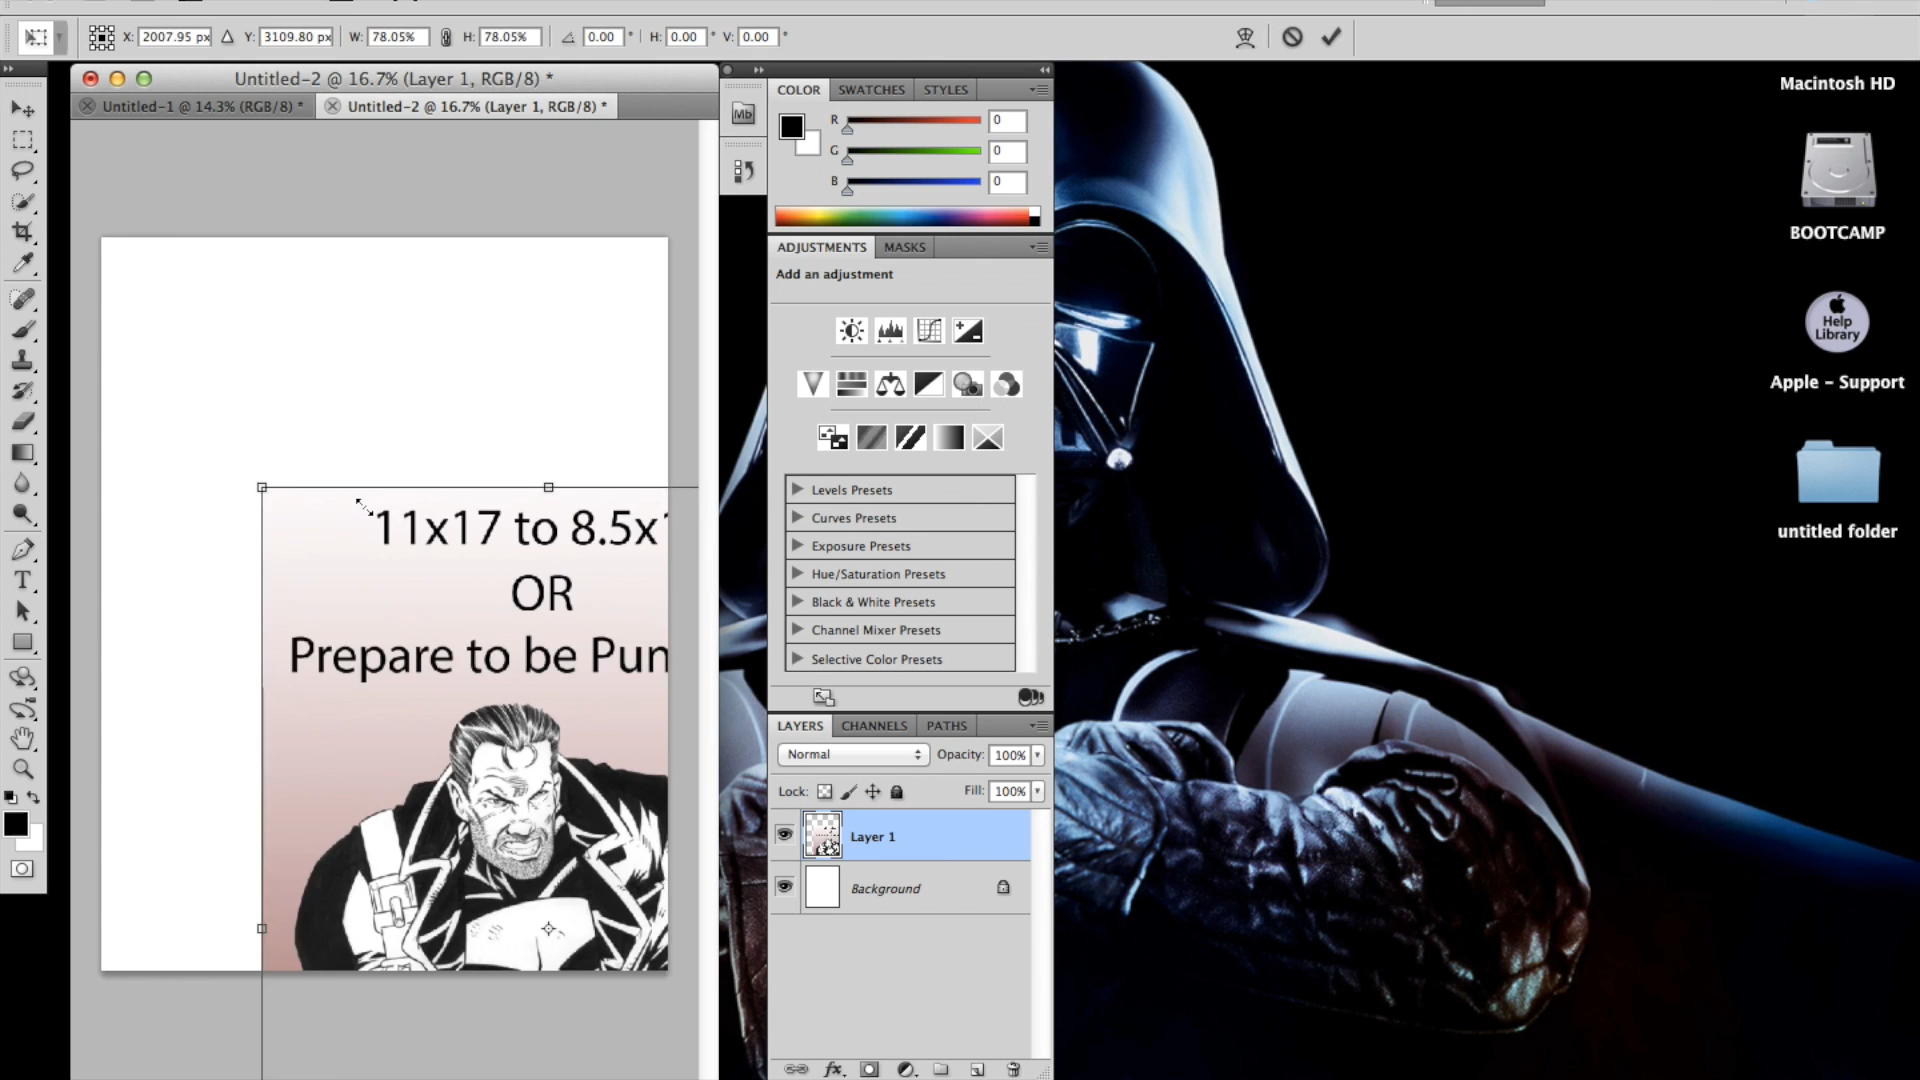 X: 2007.95 px Y: 3109.80 px W: 78.05% H: 78.05% 0.00 ° H: 0.00 ° V: 0.00 °
Untitled-2 @ 16.7% (Layer 1, RGB/8) *
Untitled-1 @ 14.3% (RGB/8) * Untitled-2 @ 16.7% (Layer 1, RGB/8) *
11x17 to 8.5x
OR
Prepare to be Pun
Mb
COLOR SWATCHES STYLES
R 0
G 0
B 0
ADJUSTMENTS MASKS
Add an adjustment
Levels Presets
Curves Presets
Exposure Presets
Hue/Saturation Presets
Black & White Presets
Channel Mixer Presets
Selective Color Presets
LAYERS CHANNELS PATHS
Normal Opacity: 100%
Lock: Fill: 100%
Layer 1
Background
fx
Macintosh HD
BOOTCAMP
Help
Library
Apple - Support
untitled folder